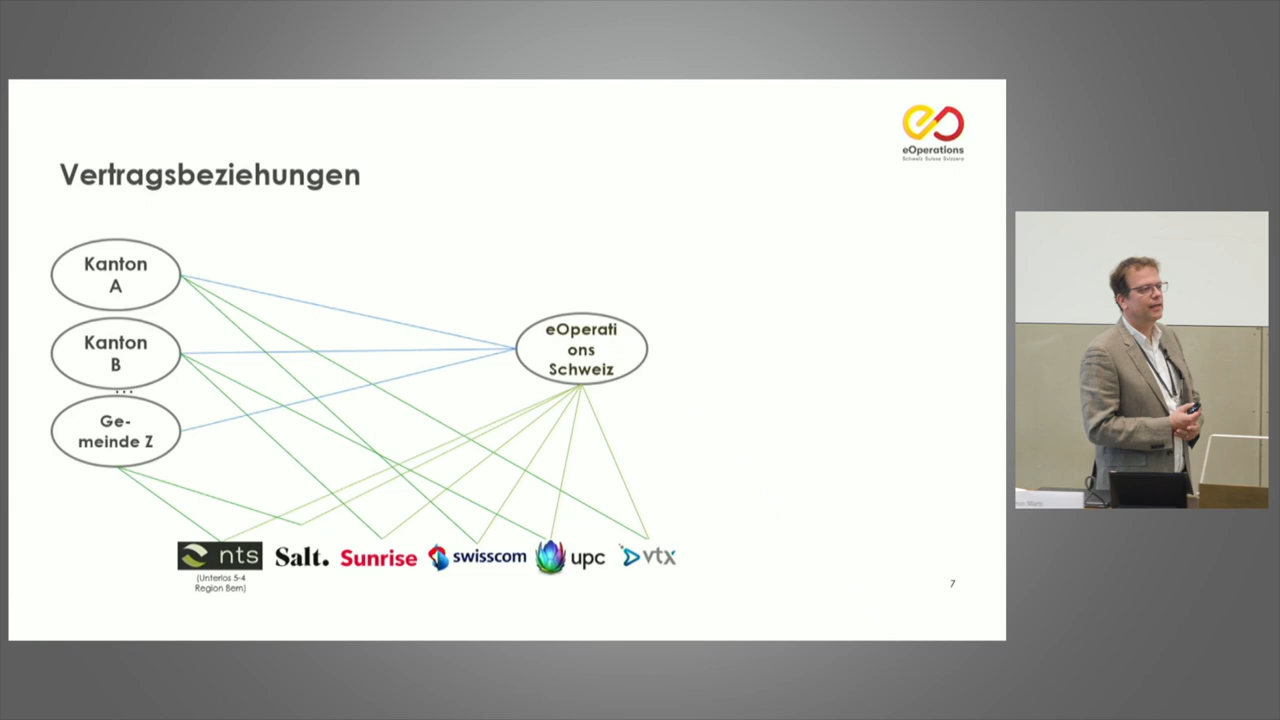 eOperations
Schweiz Suisse Svizzera
Vertragsbeziehungen
Kanton
A
Kanton
B
...
Ge-
meinde Z
eOperati
ons
Schweiz
nts
Salt.
Sunrise
swisscom
upc
vtx
(Unterlos 5-4
Region Bern)
7